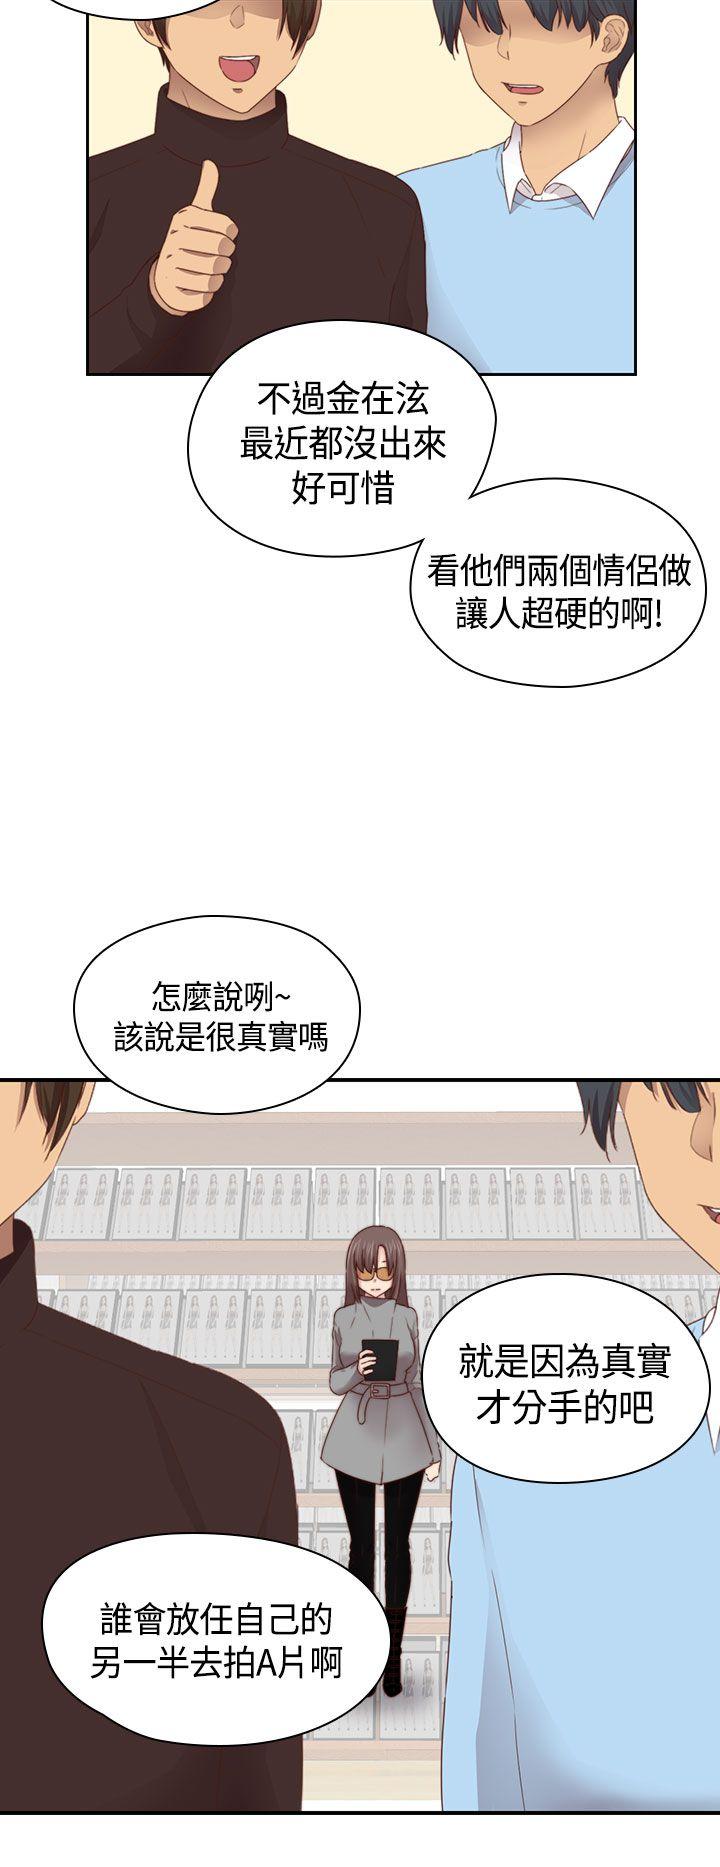 不過金在泫
最近都沒出來
好可惜
看他們兩個情侶做
讓人超硬的啊!
怎麼說咧~
該說是很真實嗎
就是因為真實
才分手的吧
誰會放任自己的
另一半去拍A片啊